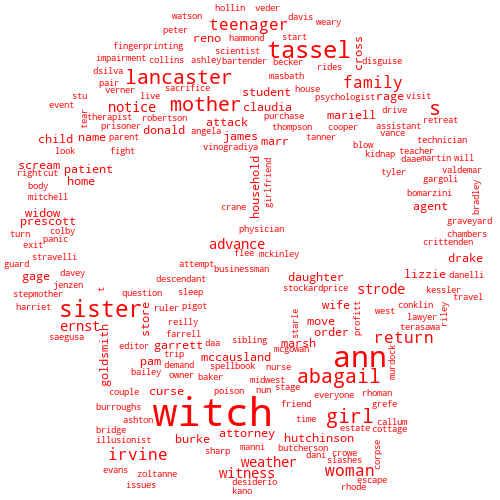 hollin veder
watson davis weary
peter teenager
reno hammond start tassel cross
fingerprinting scientist bartender becker disguise
impairment collins ashley rides
dsilva lancaster masbath family
pair sacrifice student house psychologist rage visit
verner live mother claudia purchase s
stu notice mariell drive retreat
event tear therapist robertson attack thompson cooper assistant
prisoner donald angela james tanner vance technician
child name parent marr blow teacher
look fight vinogradiya kidnap daae martin will
scream household girlfriend valdemar
rightcut patient tyler gargoli
body home bomarzini bradley
mitchell crane agent
widow prescott graveyard
turn colby physician chambers
exit panic advance crittenden
stravelli flee mckinley drake
guard davey attempt businessman lizzie danelli
gage jenzen descendant daughter kessler
stepmother t question sleep stockardprice strode travel
harriet sister store ruler pigot wife profitt west conklin riley
ernst reilly starle move lawyer
saegusa farrell order terasawa
goldsmith editor garrett daa sibling marsh return
trip mccausland mcgowan ann murdock
pam demand spellbook nurse
bailey owner baker midwest abagail rhoman
couple curse poison nun stage everyone grefe
burroughs witch friend girl callum
ashton time estate cottage
bridge burke attorney hutchinson
illusionist sharp manni butcherson crowe corpse
irvine weather dani slashes
evans zoltanne witness woman escape
issues desiderio rhode
kano